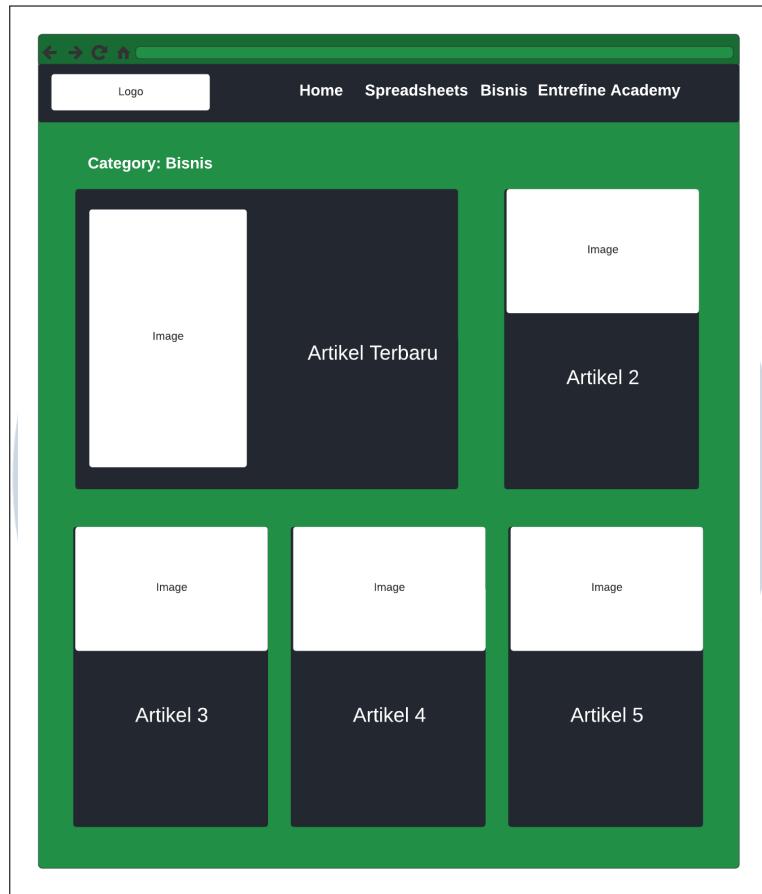 Logo
Home Spreadsheets Bisnis Entrefine Academy
Category: Bisnis
Image
Artikel Terbaru
Image
Artikel 2
Image
Artikel 3
Image
Artikel 4
Image
Artikel 5